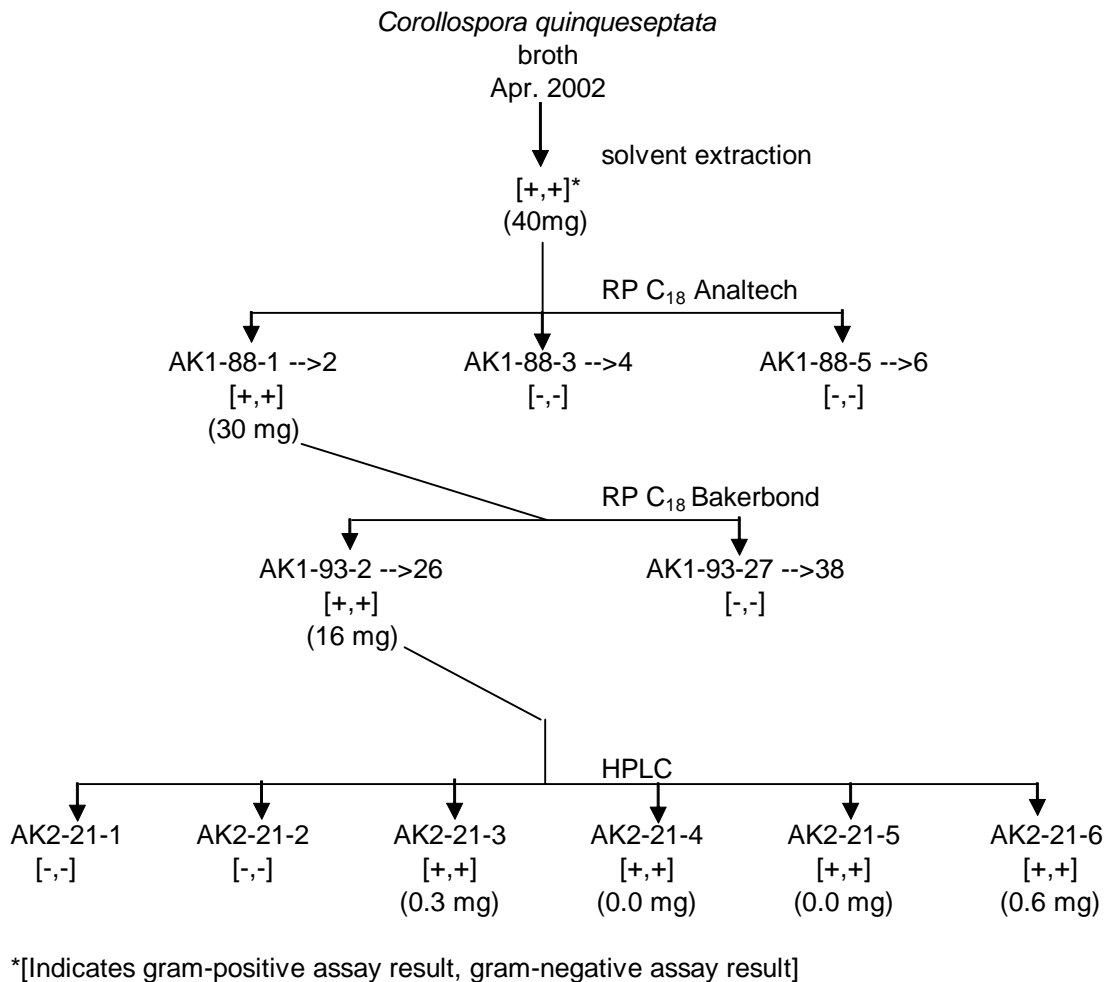 Corollospora quinqueseptata
broth
Apr. 2002
solvent extraction
[+,+]*
(40mg)
RP C18 Analtech
AK1-88-1 -->2
[+,+]
(30 mg)
AK1-88-3 -->4
[-,-]
AK1-88-5 -->6
[-,-]
RP C18 Bakerbond
AK1-93-2 -->26
[+,+]
(16 mg)
AK1-93-27 -->38
[-,-]
HPLC
AK2-21-1
[-,-]
AK2-21-2
[-,-]
AK2-21-3
[+,+]
(0.3 mg)
AK2-21-4
[+,+]
(0.0 mg)
AK2-21-5
[+,+]
(0.0 mg)
AK2-21-6
[+,+]
(0.6 mg)
*[Indicates gram-positive assay result, gram-negative assay result]